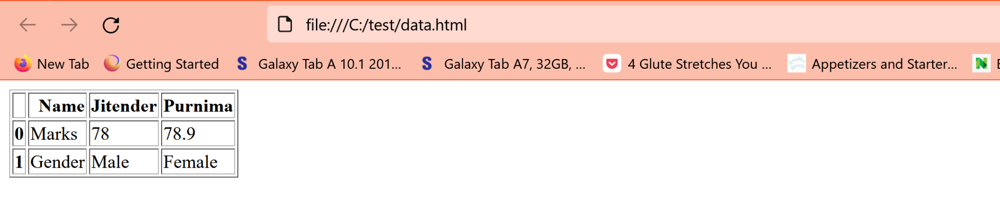 file:///C:/test/data.html
New Tab Getting Started S Galaxy Tab A 10.1 201... S Galaxy Tab A7, 32GB, ... 4 Glute Stretches You ... Appetizers and Starter... N
Name Jitender Purnima
0 Marks 78 78.9
1 Gender Male Female